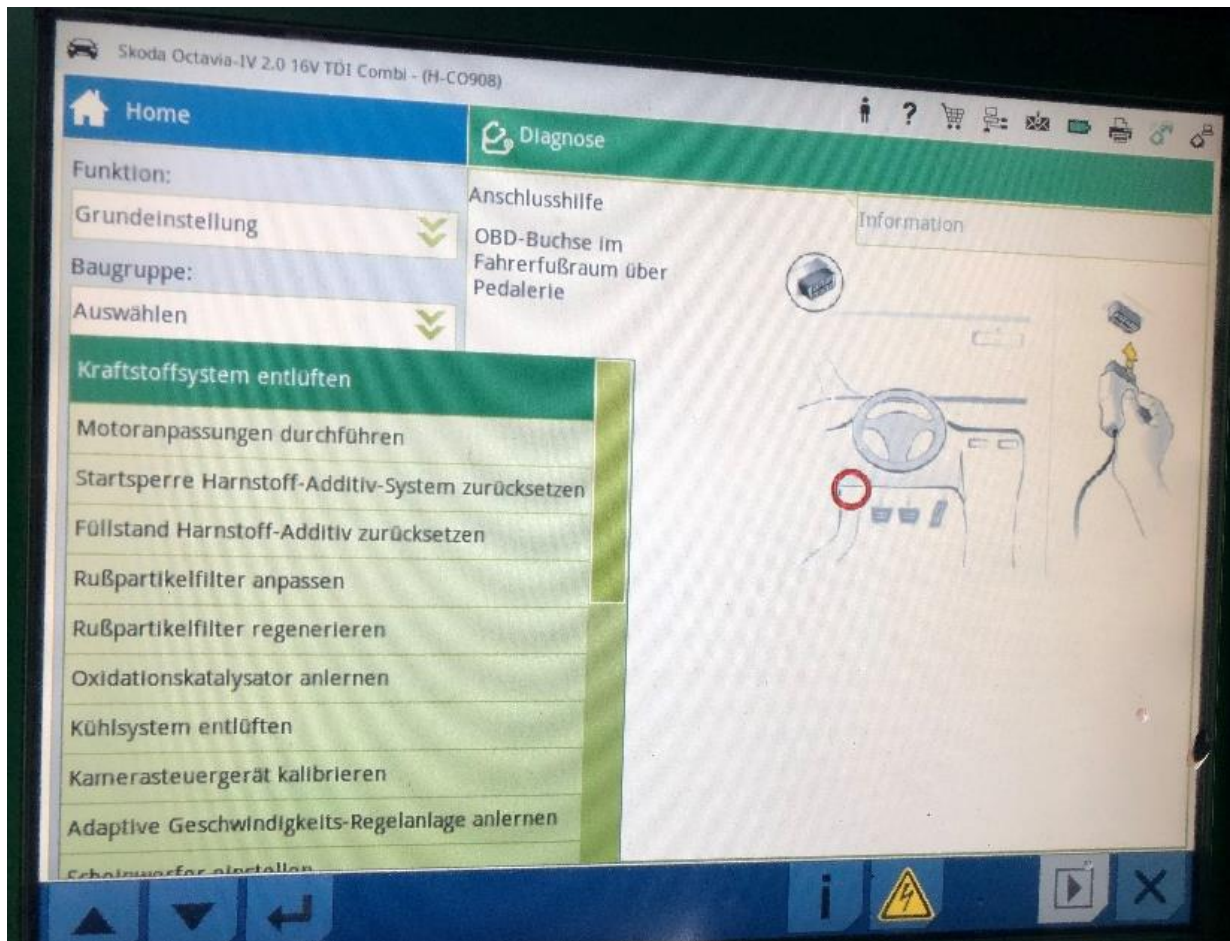 Skoda Octavia-IV 2.0 16V TDI Combi - (H-CO908)
Home
Diagnose
Funktion:
Grundeinstellung
Baugruppe:
Auswählen
Kraftstoffsystem entlüften
Motoranpassungen durchführen
Startsperre Harnstoff-Additiv-System zurücksetzen
Füllstand Harnstoff-Additiv zurücksetzen
Rußpartikelfilter anpassen
Rußpartikelfilter regenerieren
Oxidationskatalysator anlernen
Kühlsystem entlüften
Kamerasteuergerät kalibrieren
Adaptive Geschwindigkeits-Regelanlage anlernen
Scheinwerfer einstellen
Anschlusshilfe
OBD-Buchse im
Fahrerfußraum über
Pedalerie
Information